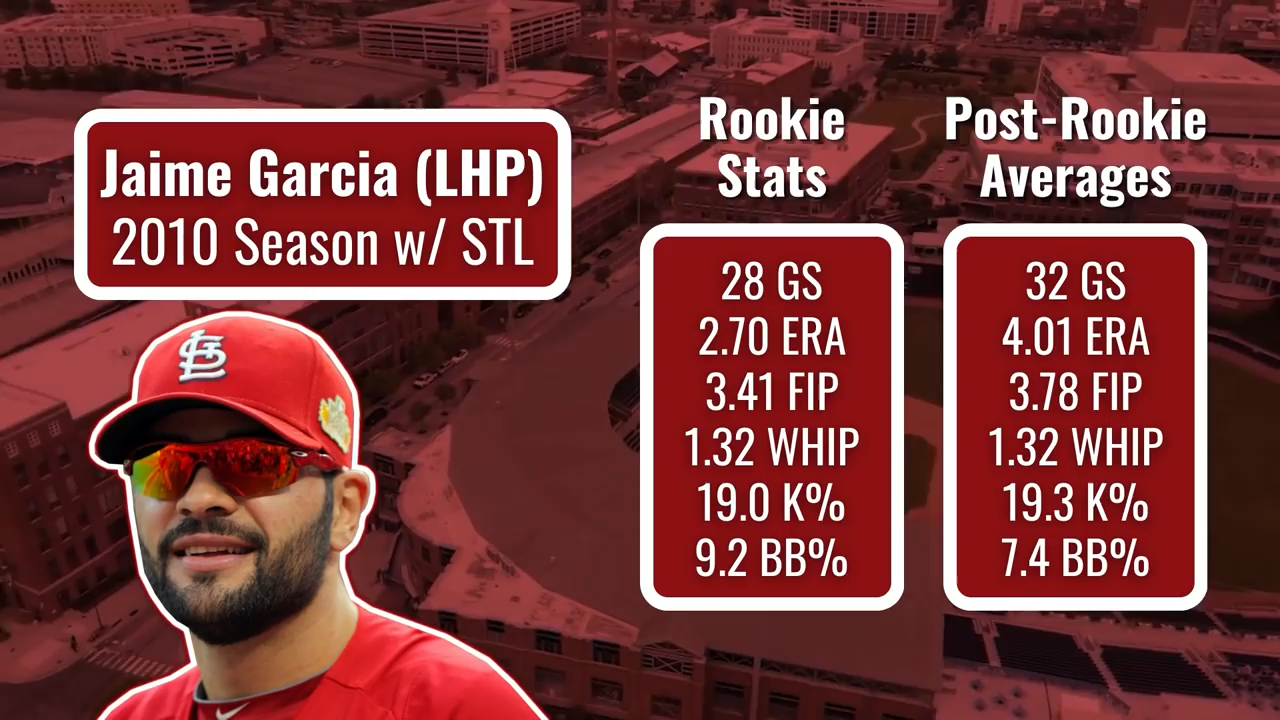 Jaime Garcia (LHP)
2010 Season w/ STL
Rookie
Stats
28 GS
2.70 ERA
3.41 FIP
1.32 WHIP
19.0 K%
9.2 BB%
Post-Rookie
Averages
32 GS
4.01 ERA
3.78 FIP
1.32 WHIP
19.3 K%
7.4 BB%
STL